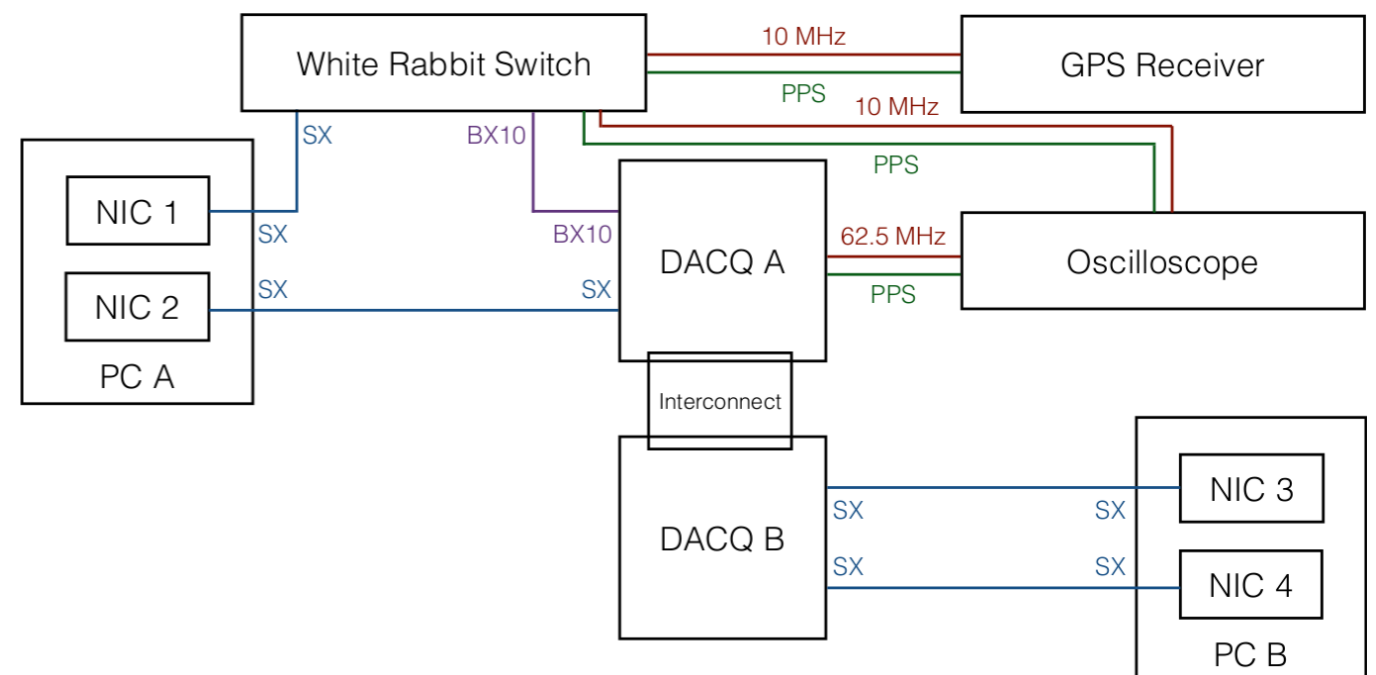 10 MHz
White Rabbit Switch
GPS Receiver
PPS
10 MHz
SX
BX10
PPS
NIC 1
SX
BX10
62.5 MHz
DACQ A
Oscilloscope
SX
SX
PPS
NIC 2
PC A
Interconnect
NIC 3
SX
SX
DACQ B
SX
SX
NIC 4
PC B